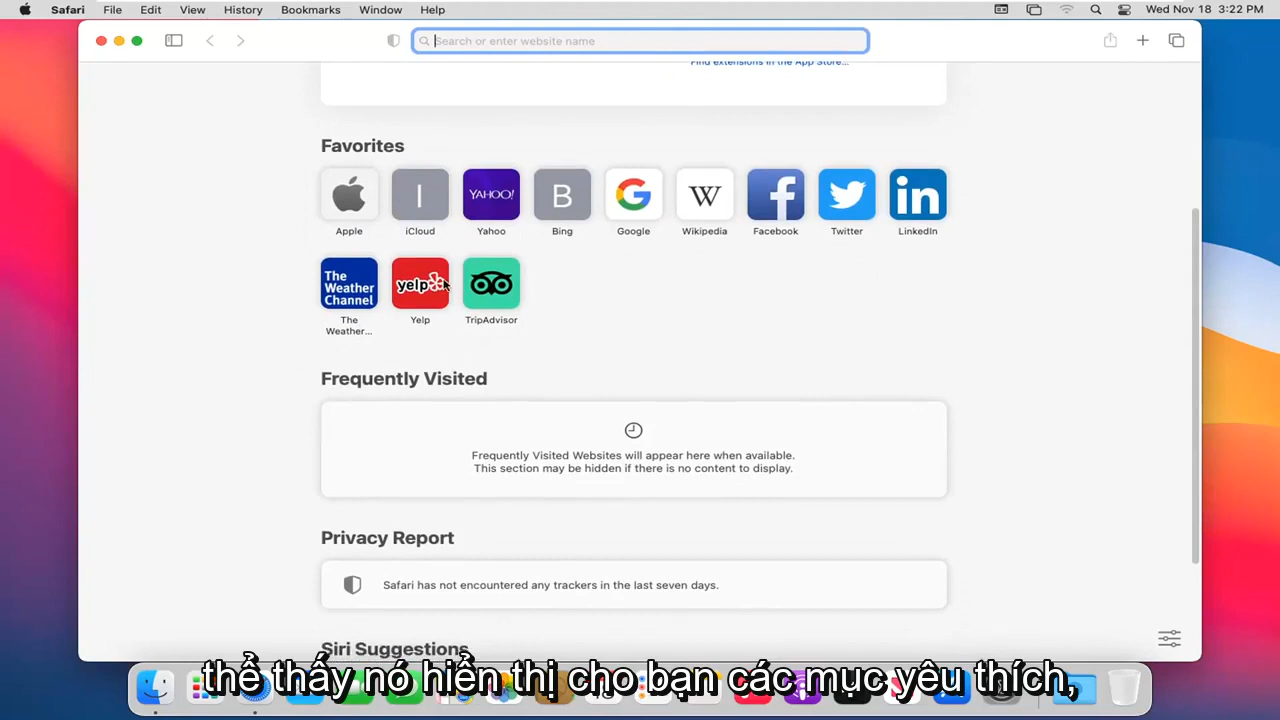 Safari File Edit View History Bookmarks Window Help Wed Nov 18 3:22 PM
Search or enter website name
Find extensions in the App Store...
Favorites
I YAHOO! B G W f in
Apple iCloud Yahoo Bing Google Wikipedia Facebook Twitter LinkedIn
The
Weather
Channel
yelp
The
Weather...
Yelp TripAdvisor
Frequently Visited
Frequently Visited Websites will appear here when available.
This section may be hidden if there is no content to display.
Privacy Report
Safari has not encountered any trackers in the last seven days.
Siri Suggestions
thể thấy nó hiển thị cho bạn các mục yêu thích,